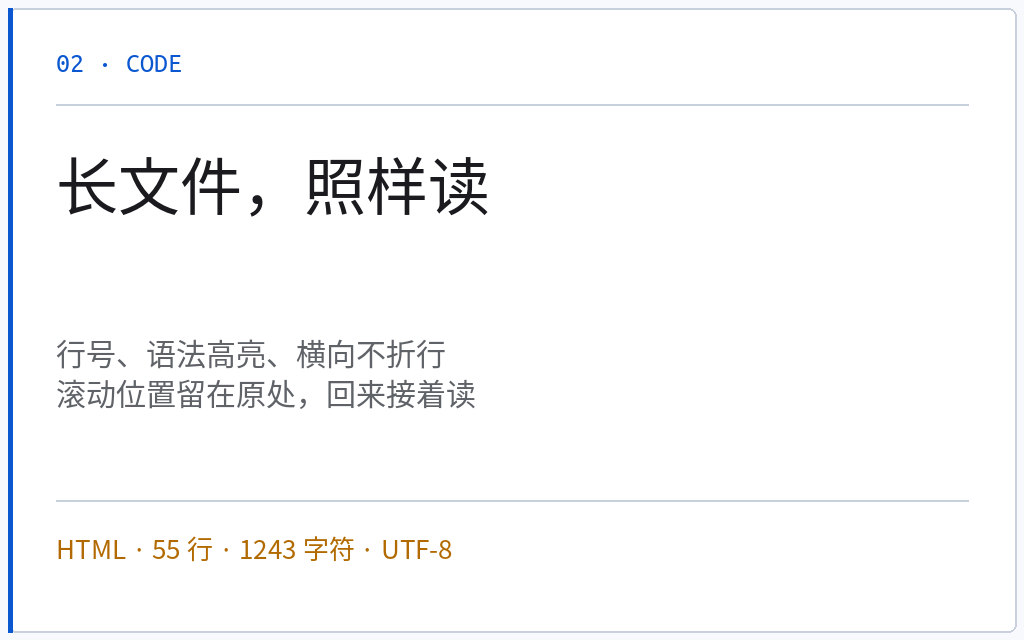 02 · CODE
长文件，照样读
行号、语法高亮、横向不折行
滚动位置留在原处，回来接着读
HTML · 55 行 · 1243 字符 · UTF-8